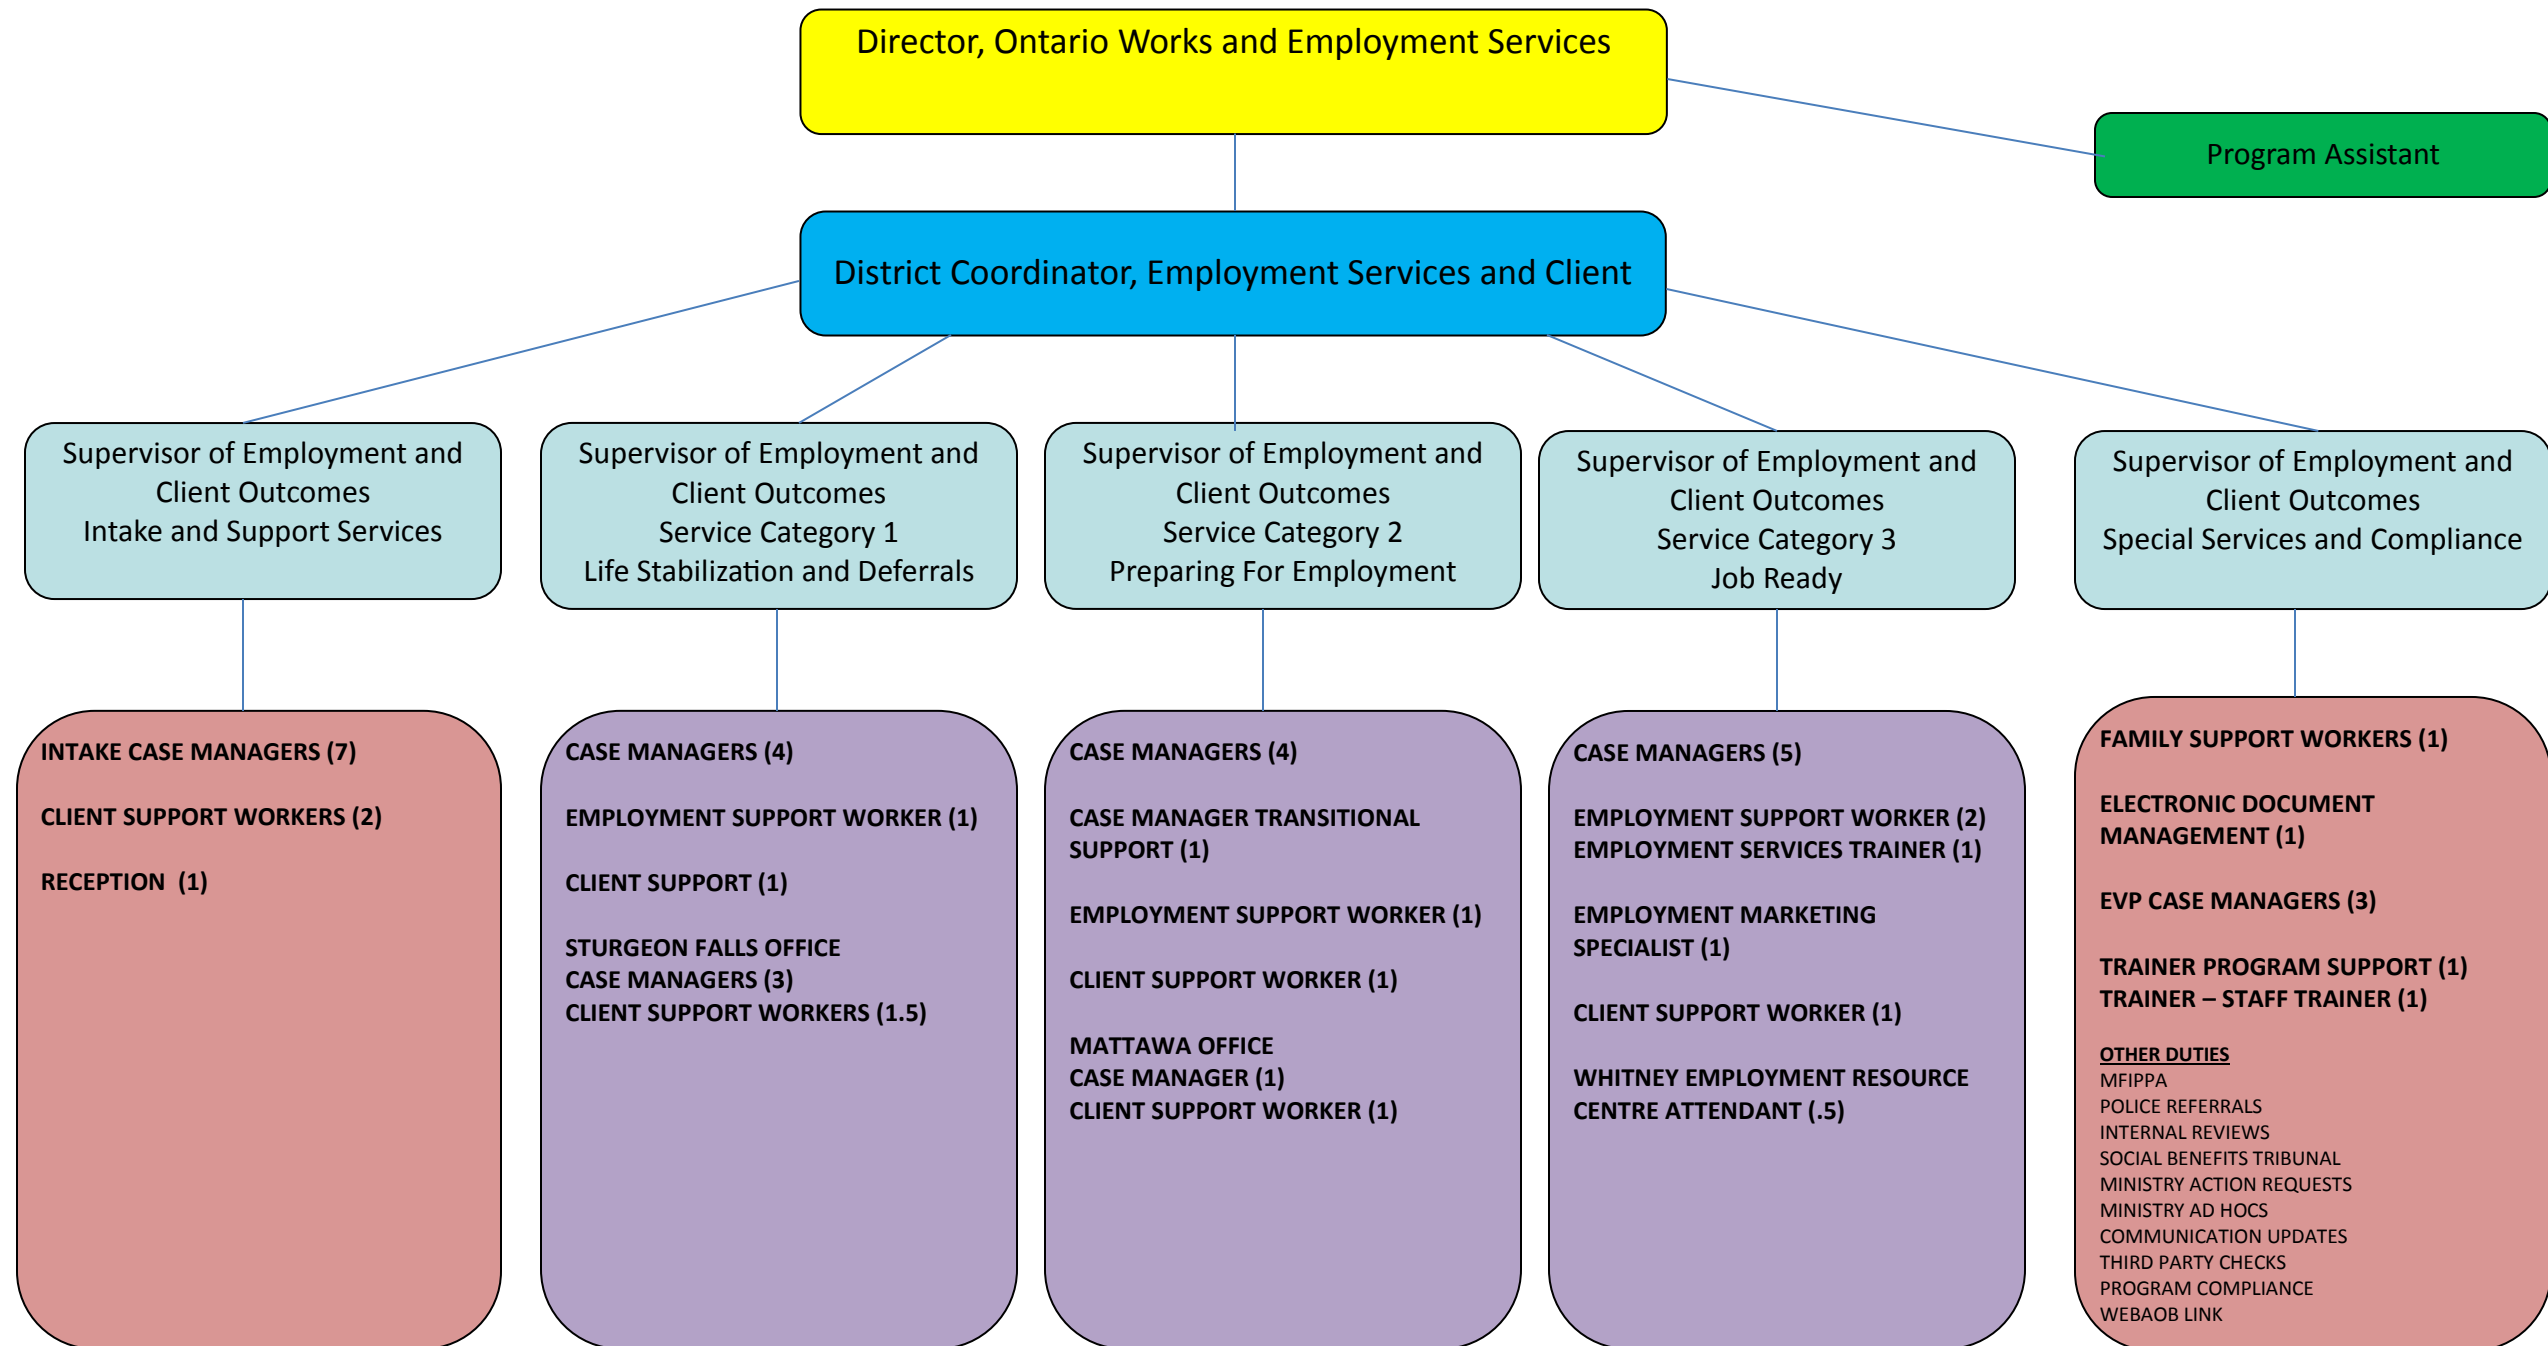 Director, Ontario Works and Employment Services
Program Assistant
District Coordinator, Employment Services and Client
Supervisor of Employment and
Client Outcomes
Intake and Support Services
Supervisor of Employment and
Client Outcomes
Service Category 1
Life Stabilization and Deferrals
Supervisor of Employment and
Client Outcomes
Service Category 2
Preparing For Employment
Supervisor of Employment and
Client Outcomes
Service Category 3
Job Ready
Supervisor of Employment and
Client Outcomes
Special Services and Compliance
INTAKE CASE MANAGERS (7)
CLIENT SUPPORT WORKERS (2)
RECEPTION (1)
CASE MANAGERS (4)
EMPLOYMENT SUPPORT WORKER (1)
CLIENT SUPPORT (1)
STURGEON FALLS OFFICE
CASE MANAGERS (3)
CLIENT SUPPORT WORKERS (1.5)
CASE MANAGERS (4)
CASE MANAGER TRANSITIONAL
SUPPORT (1)
EMPLOYMENT SUPPORT WORKER (1)
CLIENT SUPPORT WORKER (1)
MATTAWA OFFICE
CASE MANAGER (1)
CLIENT SUPPORT WORKER (1)
CASE MANAGERS (5)
EMPLOYMENT SUPPORT WORKER (2)
EMPLOYMENT SERVICES TRAINER (1)
EMPLOYMENT MARKETING
SPECIALIST (1)
CLIENT SUPPORT WORKER (1)
WHITNEY EMPLOYMENT RESOURCE
CENTRE ATTENDANT (.5)
FAMILY SUPPORT WORKERS (1)
ELECTRONIC DOCUMENT
MANAGEMENT (1)
EVP CASE MANAGERS (3)
TRAINER PROGRAM SUPPORT (1)
TRAINER – STAFF TRAINER (1)
OTHER DUTIES
MFIPPA
POLICE REFERRALS
INTERNAL REVIEWS
SOCIAL BENEFITS TRIBUNAL
MINISTRY ACTION REQUESTS
MINISTRY AD HOCS
COMMUNICATION UPDATES
THIRD PARTY CHECKS
PROGRAM COMPLIANCE
WEBAOB LINK